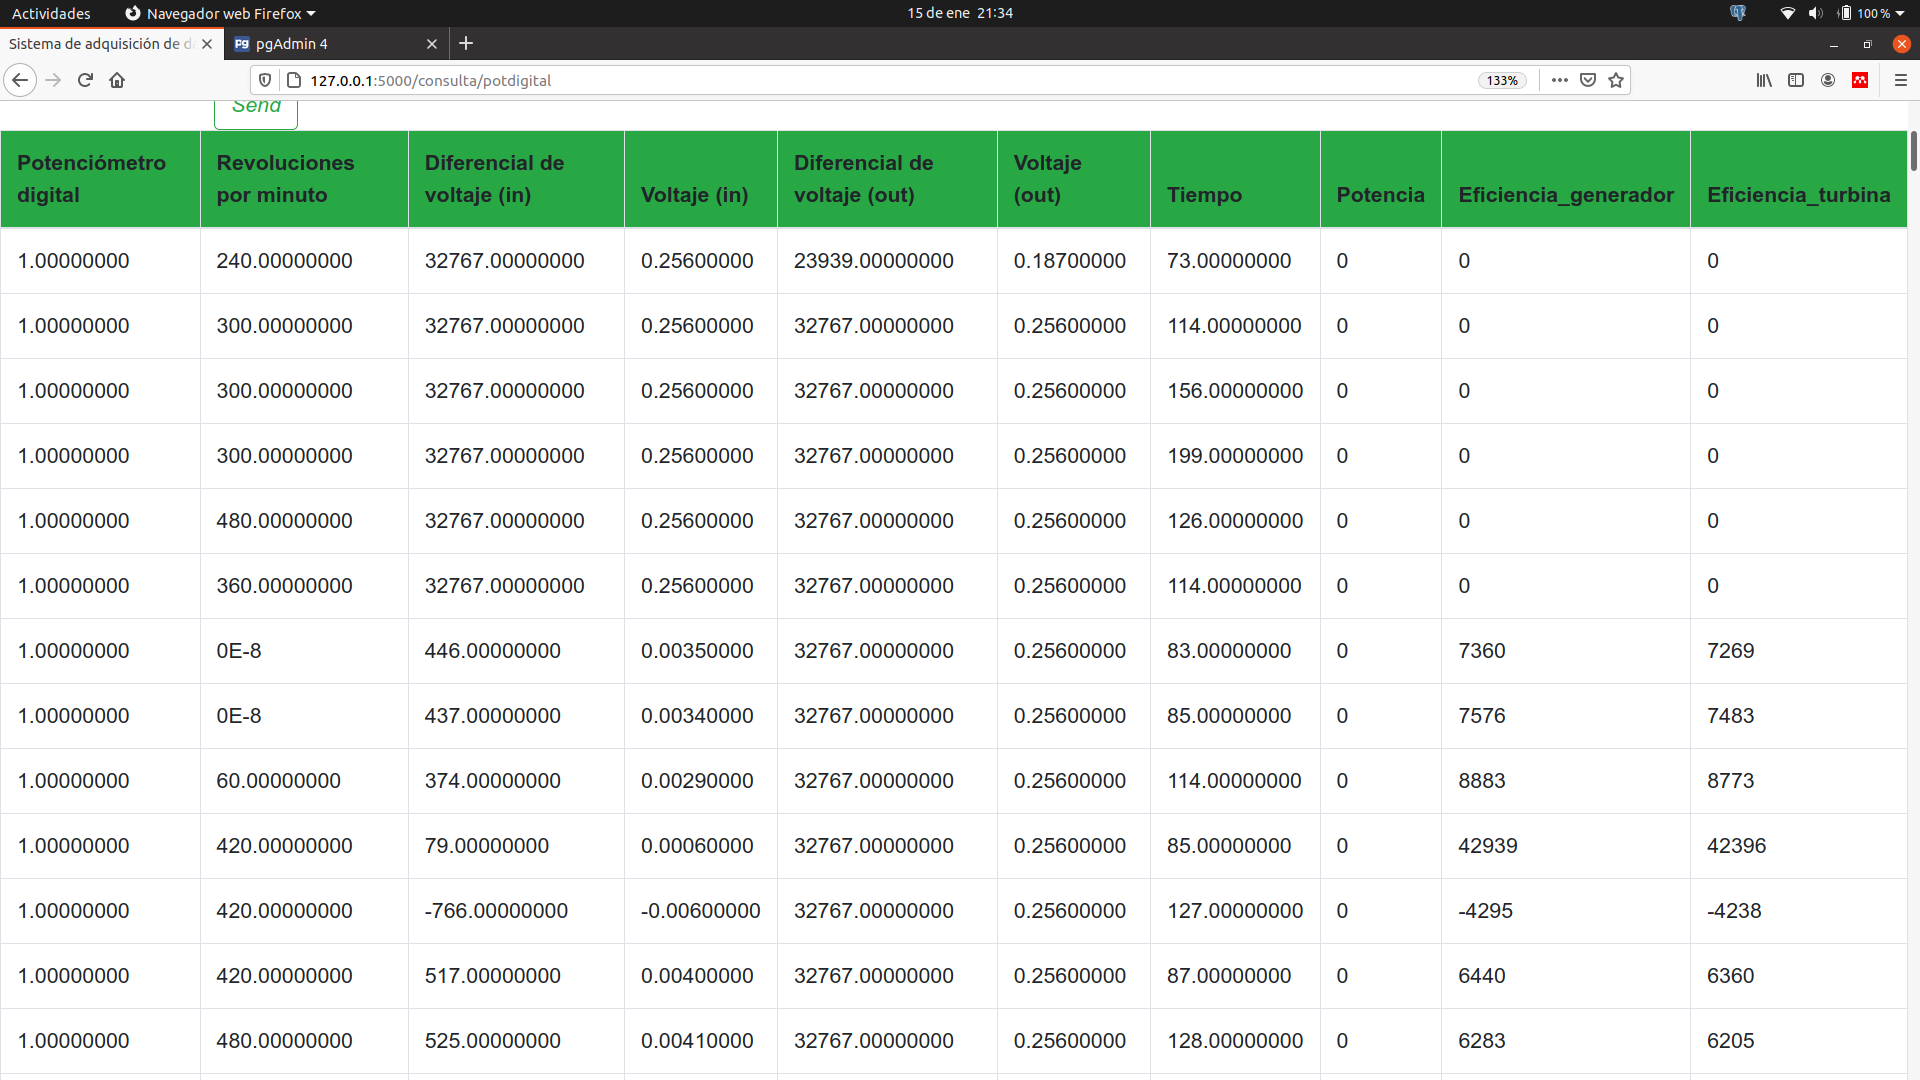 Actividades Navegador web Firefox 15 de ene 21:34 100 %
Sistema de adquisición de d pgAdmin 4
127.0.0.1:5000/consulta/potdigital 133%
Send
Potenciómetro digital Revoluciones por minuto Diferencial de voltaje (in) Voltaje (in) Diferencial de voltaje (out) Voltaje (out) Tiempo Potencia Eficiencia_generador Eficiencia_turbina
1.00000000 240.00000000 32767.00000000 0.25600000 23939.00000000 0.18700000 73.00000000 0 0 0
1.00000000 300.00000000 32767.00000000 0.25600000 32767.00000000 0.25600000 114.00000000 0 0 0
1.00000000 300.00000000 32767.00000000 0.25600000 32767.00000000 0.25600000 156.00000000 0 0 0
1.00000000 300.00000000 32767.00000000 0.25600000 32767.00000000 0.25600000 199.00000000 0 0 0
1.00000000 480.00000000 32767.00000000 0.25600000 32767.00000000 0.25600000 126.00000000 0 0 0
1.00000000 360.00000000 32767.00000000 0.25600000 32767.00000000 0.25600000 114.00000000 0 0 0
1.00000000 0E-8 446.00000000 0.00350000 32767.00000000 0.25600000 83.00000000 0 7360 7269
1.00000000 0E-8 437.00000000 0.00340000 32767.00000000 0.25600000 85.00000000 0 7576 7483
1.00000000 60.00000000 374.00000000 0.00290000 32767.00000000 0.25600000 114.00000000 0 8883 8773
1.00000000 420.00000000 79.00000000 0.00060000 32767.00000000 0.25600000 85.00000000 0 42939 42396
1.00000000 420.00000000 -766.00000000 -0.00600000 32767.00000000 0.25600000 127.00000000 0 -4295 -4238
1.00000000 420.00000000 517.00000000 0.00400000 32767.00000000 0.25600000 87.00000000 0 6440 6360
1.00000000 480.00000000 525.00000000 0.00410000 32767.00000000 0.25600000 128.00000000 0 6283 6205